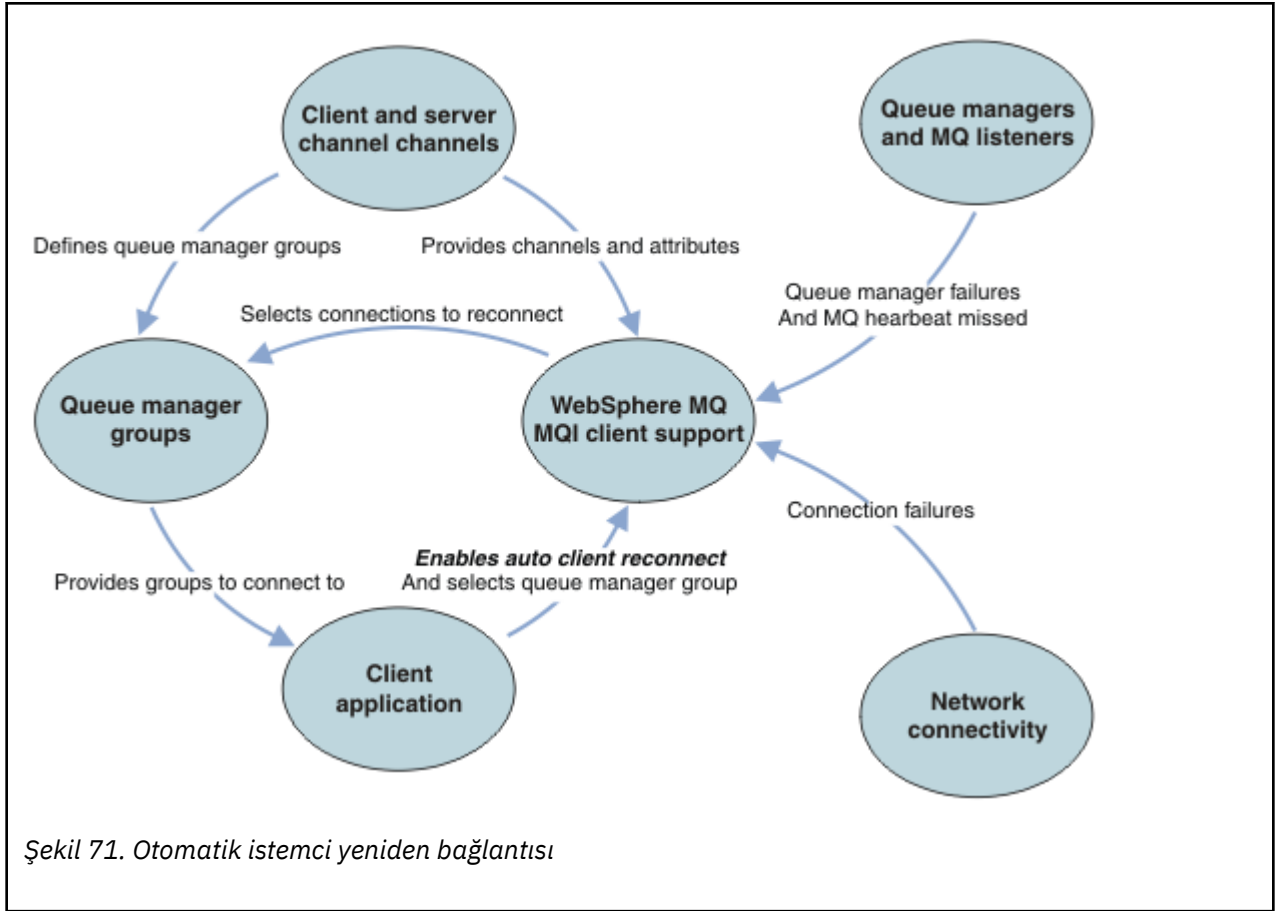 Client and server
channel channels
Queue managers
and MQ listeners
Defines queue manager groups
Provides channels and attributes
Queue manager failures
And MQ hearbeat missed
Selects connections to reconnect
Queue manager
groups
WebSphere MQ
MQI client support
Connection failures
Enables auto client reconnect
And selects queue manager group
Provides groups to connect to
Client
application
Network
connectivity
Şekil 71. Otomatik istemci yeniden bağlantısı